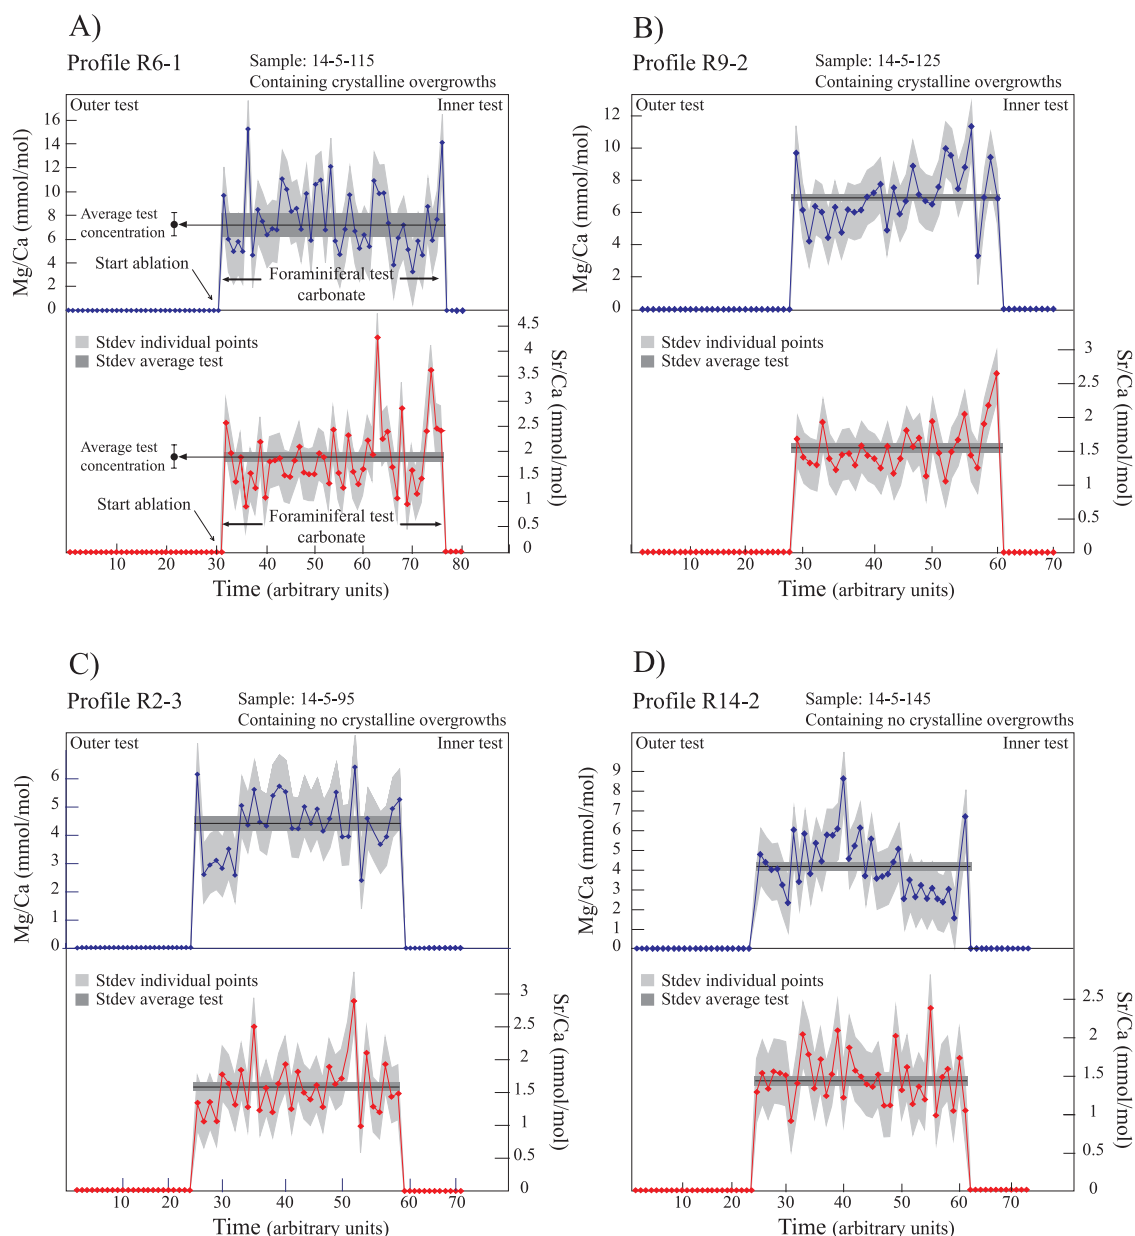 A)
Profile R6-1
Sample: 14-5-115
Containing crystalline overgrowths
Outer test
Inner test
Mg/Ca (mmol/mol)
16
14
12
10
8
6
4
2
0
Average test
concentration
Start ablation
Foraminiferal test
carbonate
Stdev individual points
Stdev average test
Sr/Ca (mmol/mol)
4.5
4
3.5
3
2.5
2
1.5
1
0.5
0
Average test
concentration
Start ablation
Foraminiferal test
carbonate
10
20
30
40
50
60
70
80
Time (arbitrary units)
B)
Profile R9-2
Sample: 14-5-125
Containing crystalline overgrowths
Outer test
Inner test
Mg/Ca (mmol/mol)
12
10
8
6
4
2
0
Stdev individual points
Stdev average test
Sr/Ca (mmol/mol)
3
2.5
2
1.5
1
0.5
0
10
20
30
40
50
60
70
Time (arbitrary units)
C)
Profile R2-3
Sample: 14-5-95
Containing no crystalline overgrowths
Outer test
Inner test
Mg/Ca (mmol/mol)
6
5
4
3
2
1
0
Stdev individual points
Stdev average test
Sr/Ca (mmol/mol)
3
2.5
2
1.5
1
0.5
0
10
20
30
40
50
60
70
Time (arbitrary units)
D)
Profile R14-2
Sample: 14-5-145
Containing no crystalline overgrowths
Outer test
Inner test
Mg/Ca (mmol/mol)
9
8
7
6
5
4
3
2
1
0
Stdev individual points
Stdev average test
Sr/Ca (mmol/mol)
2.5
2
1.5
1
0.5
0
10
20
30
40
50
60
70
Time (arbitrary units)